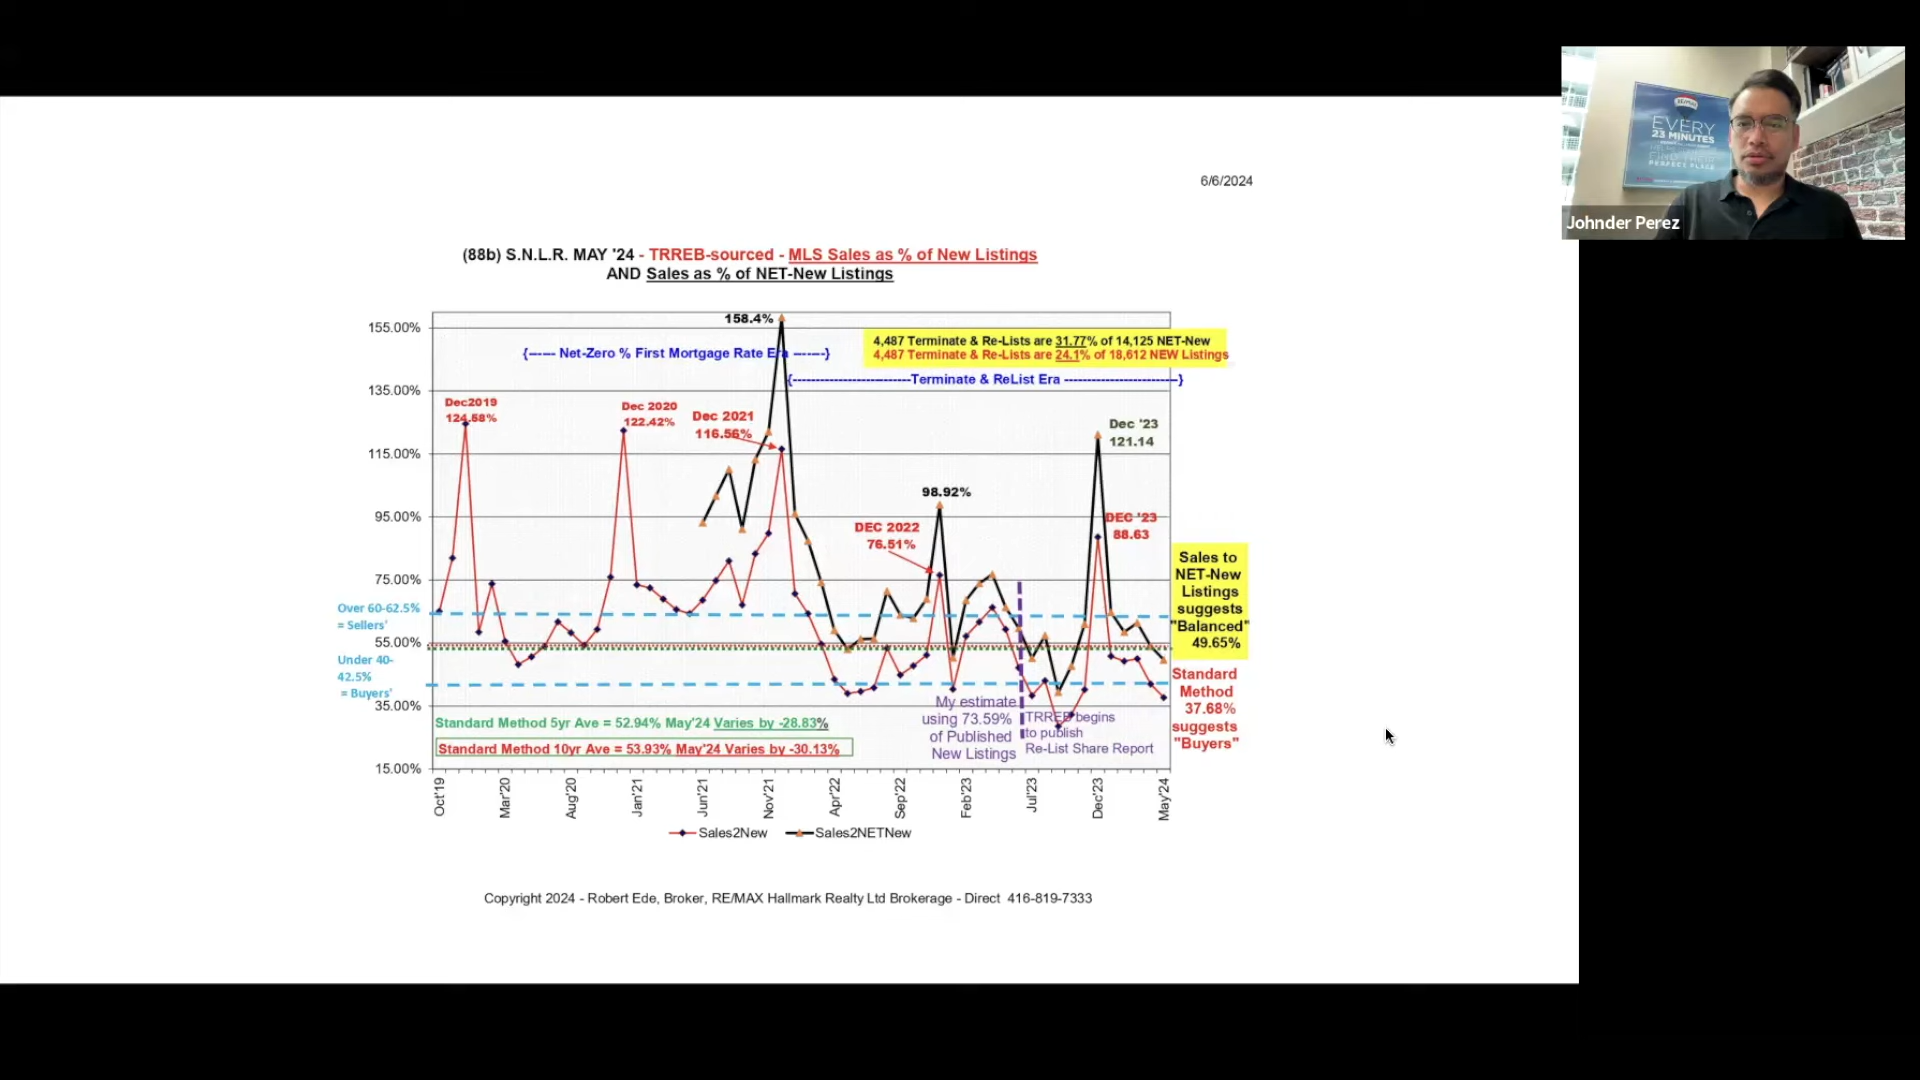 RE/MAX
EVERY
23 MINUTES
PERFECT PLACE
Johnder Perez
6/6/2024
(88b) S.N.L.R. MAY '24 - TRREB-sourced - MLS Sales as % of New Listings
AND Sales as % of NET-New Listings
155.00%
135.00%
115.00%
95.00%
75.00%
55.00%
35.00%
15.00%
Over 60-62.5%
= Sellers'
Under 40-
42.5%
= Buyers'
158.4%
{------ Net-Zero % First Mortgage Rate Era -------}
4,487 Terminate & Re-Lists are 31.77% of 14,125 NET-New
4,487 Terminate & Re-Lists are 24.1% of 18,612 NEW Listings
{--------------------------Terminate & ReList Era -------------------------}
Dec2019
124.58%
Dec 2020
122.42%
Dec 2021
116.56%
Dec '23
121.14
98.92%
DEC 2022
76.51%
DEC '23
88.63
Sales to
NET-New
Listings
suggests
"Balanced"
49.65%
Standard
Method
37.68%
suggests
"Buyers"
My estimate
using 73.59%
of Published
New Listings
TRREB begins
to publish
Re-List Share Report
Standard Method 5yr Ave = 52.94% May'24 Varies by -28.83%
Standard Method 10yr Ave = 53.93% May'24 Varies by -30.13%
Oct'19
Mar'20
Aug'20
Jan'21
Jun'21
Nov'21
Apr'22
Sep'22
Feb'23
Jul'23
Dec'23
May'24
Sales2New
Sales2NETNew
Copyright 2024 - Robert Ede, Broker, RE/MAX Hallmark Realty Ltd Brokerage - Direct 416-819-7333